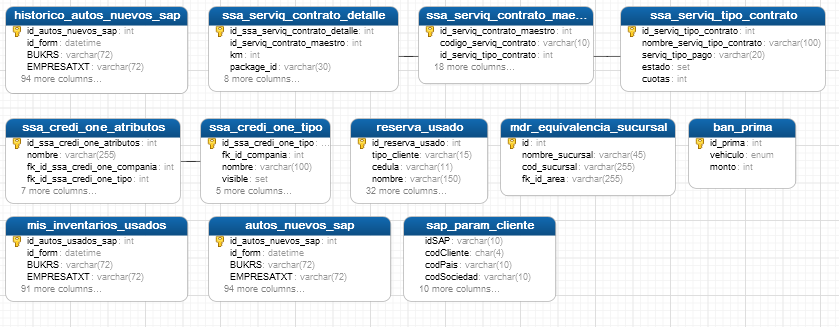 historico_autos_nuevos_sap
id_autos_nuevos_sap: int
id_form: datetime
BUKRS: varchar(72)
EMPRESATXT: varchar(72)
94 more columns...
ssa_serviq_contrato_detalle
id_ssa_serviq_contrato_detalle: int
id_serviq_contrato_maestro: int
km: int
package_id: varchar(30)
8 more columns...
ssa_serviq_contrato_mae...
id_serviq_contrato_maestro: int
codigo_serviq_contrato: varchar(10)
id_serviq_tipo_contrato: int
18 more columns...
ssa_serviq_tipo_contrato
id_serviq_tipo_contrato: int
nombre_serviq_tipo_contrato: varchar(100)
serviq_tipo_pago: varchar(20)
estado: set
cuotas: int
ssa_credi_one_atributos
id_ssa_credi_one_atributos: int
nombre: varchar(255)
fk_id_ssa_credi_one_compania: int
fk_id_ssa_credi_one_tipo: int
7 more columns...
ssa_credi_one_tipo
id_ssa_credi_one_tipo: ...
fk_id_compania: int
nombre: varchar(100)
visible: set
5 more columns...
reserva_usado
id_reserva_usado: int
tipo_cliente: varchar(15)
cedula: varchar(11)
nombre: varchar(150)
32 more columns...
mdr_equivalencia_sucursal
id: int
nombre_sucursal: varchar(45)
cod_sucursal: varchar(255)
fk_id_area: varchar(255)
ban_prima
id_prima: int
vehiculo: enum
monto: int
mis_inventarios_usados
id_autos_usados_sap: int
id_form: datetime
BUKRS: varchar(72)
EMPRESATXT: varchar(72)
91 more columns...
autos_nuevos_sap
id_autos_nuevos_sap: int
id_form: datetime
BUKRS: varchar(72)
EMPRESATXT: varchar(72)
94 more columns...
sap_param_cliente
idSAP: varchar(10)
codCliente: char(4)
codPais: varchar(10)
codSociedad: varchar(10)
10 more columns...